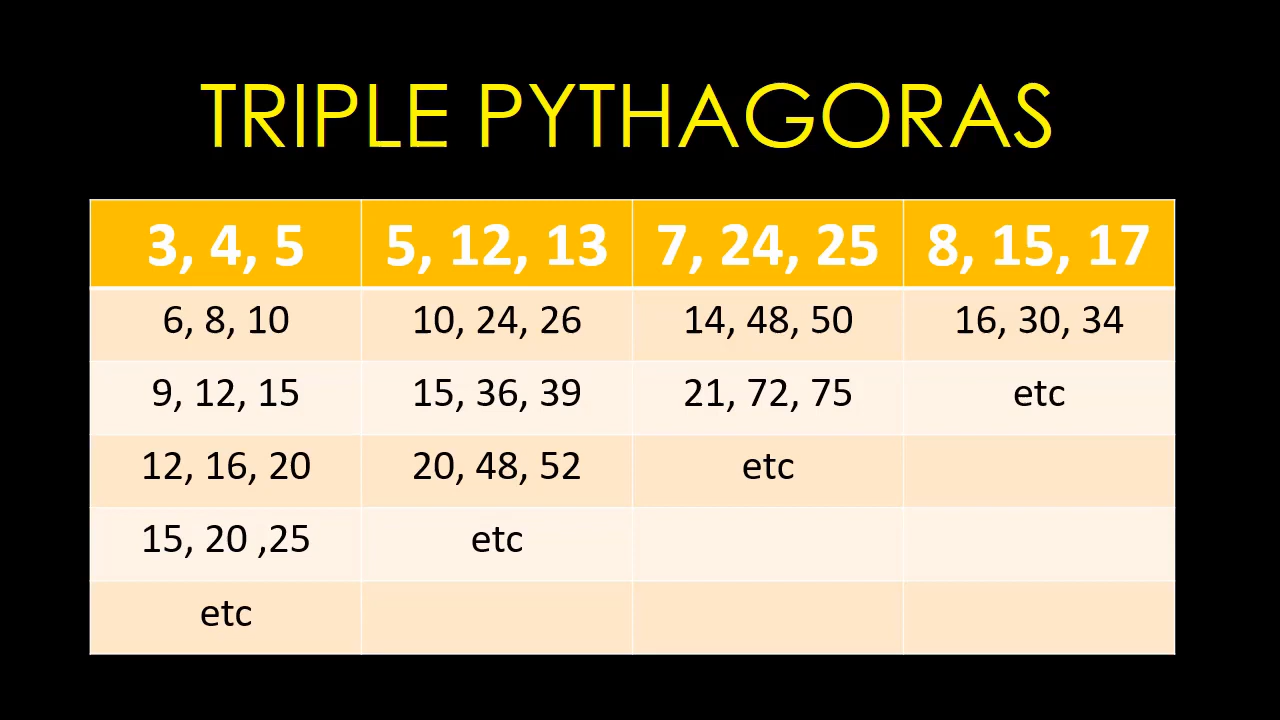 TRIPLE PYTHAGORAS
3, 4, 5 5, 12, 13 7, 24, 25 8, 15, 17
6, 8, 10 10, 24, 26 14, 48, 50 16, 30, 34
9, 12, 15 15, 36, 39 21, 72, 75 etc
12, 16, 20 20, 48, 52 etc
15, 20 ,25 etc
etc